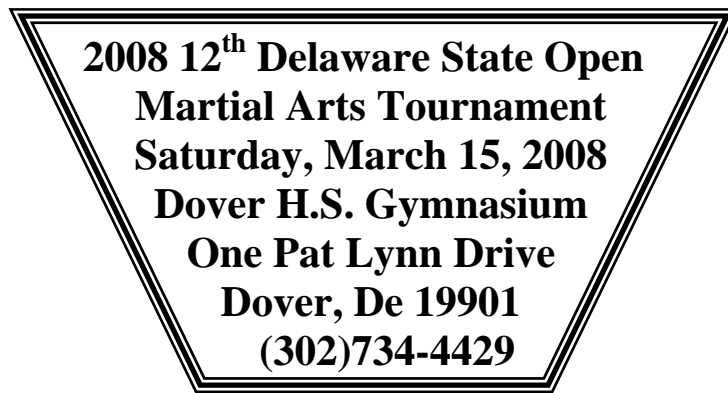 2008 12th Delaware State Open
Martial Arts Tournament
Saturday, March 15, 2008
Dover H.S. Gymnasium
One Pat Lynn Drive
Dover, De 19901
(302)734-4429